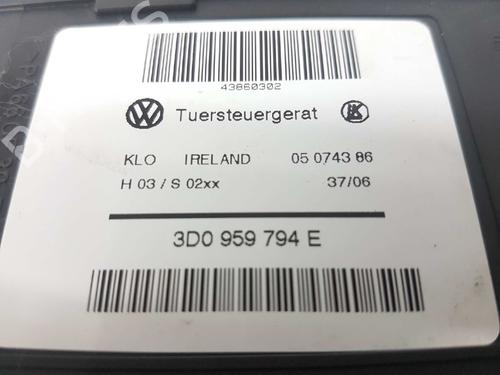 43860302
Tuersteuergerat
KLO IRELAND 05 0743 86
H 03 / S 02xx 37/06
3D0 959 794 E